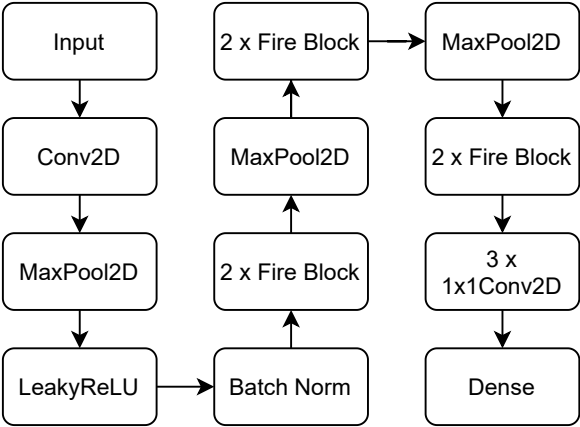 Input
Conv2D
MaxPool2D
LeakyReLU
Batch Norm
2 x Fire Block
MaxPool2D
2 x Fire Block
MaxPool2D
2 x Fire Block
3 x
1x1Conv2D
Dense